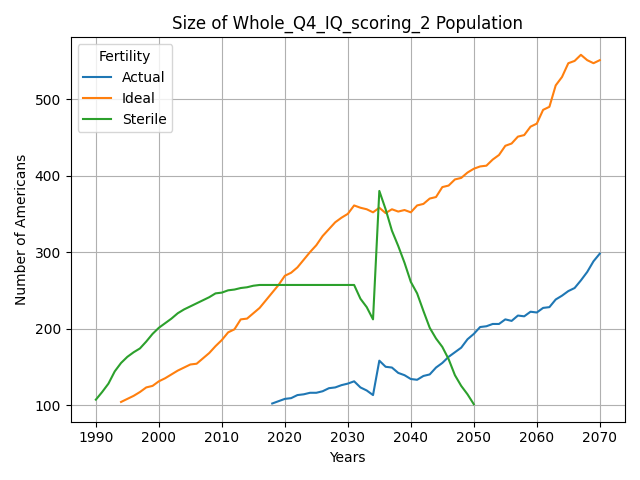 Size of Whole_Q4_IQ_scoring_2 Population
Fertility
Actual
Ideal
Sterile
Number of Americans
500
400
300
200
100
1990 2000 2010 2020 2030 2040 2050 2060 2070
Years